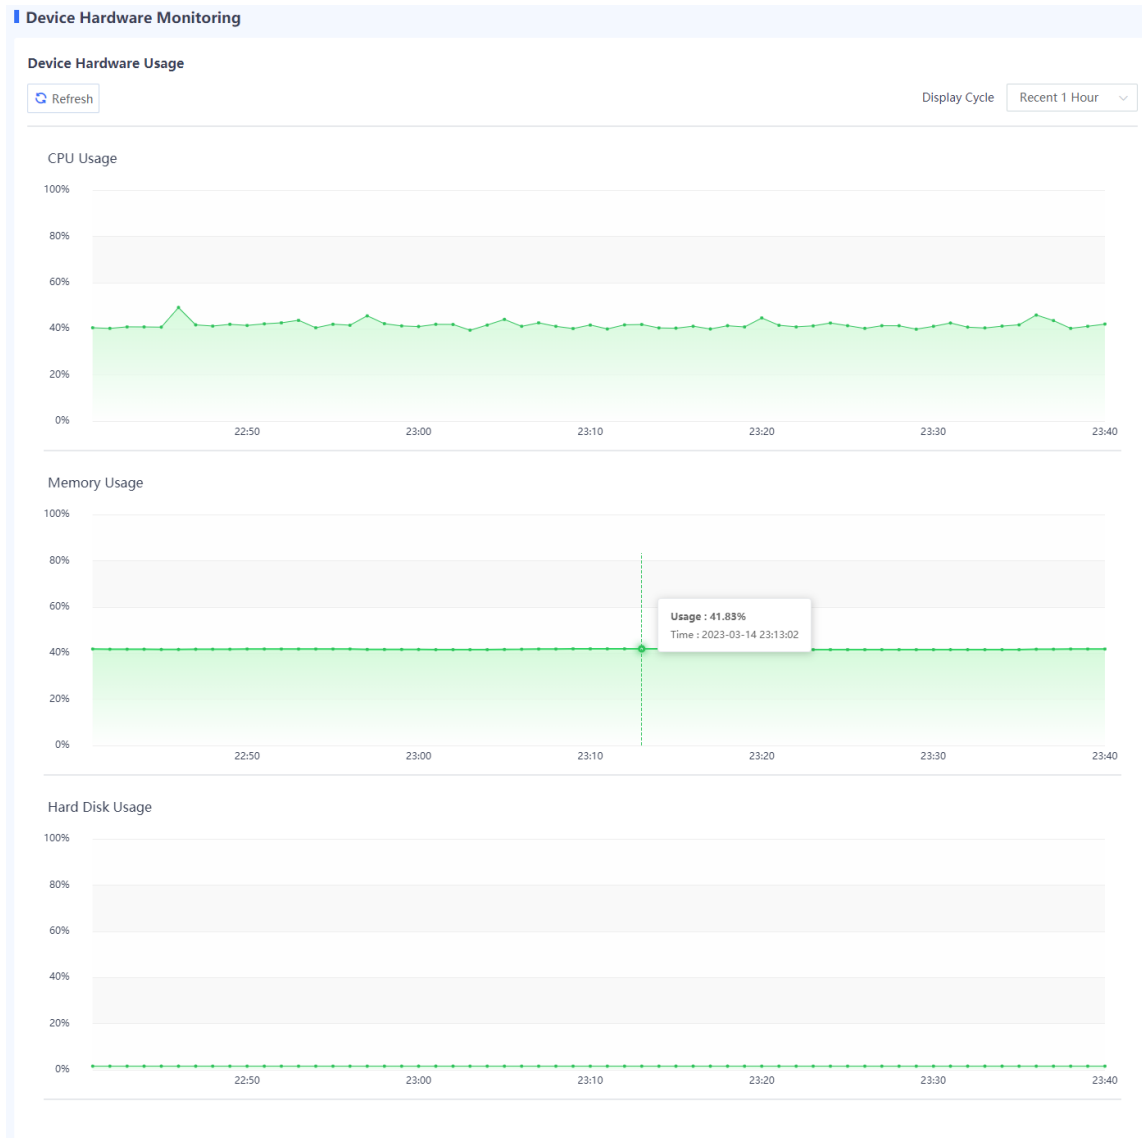 Device Hardware Monitoring
Device Hardware Usage
Refresh
Display Cycle Recent 1 Hour
CPU Usage
100%
80%
60%
40%
20%
0%
22:50 23:00 23:10 23:20 23:30 23:40
Memory Usage
100%
80%
60%
Usage : 41.83%
Time : 2023-03-14 23:13:02
40%
20%
0%
22:50 23:00 23:10 23:20 23:30 23:40
Hard Disk Usage
100%
80%
60%
40%
20%
0%
22:50 23:00 23:10 23:20 23:30 23:40